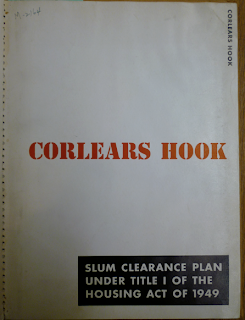 CORLEARS HOOK
CORLEARS HOOK
SLUM CLEARANCE PLAN
UNDER TITLE I OF THE
HOUSING ACT OF 1949